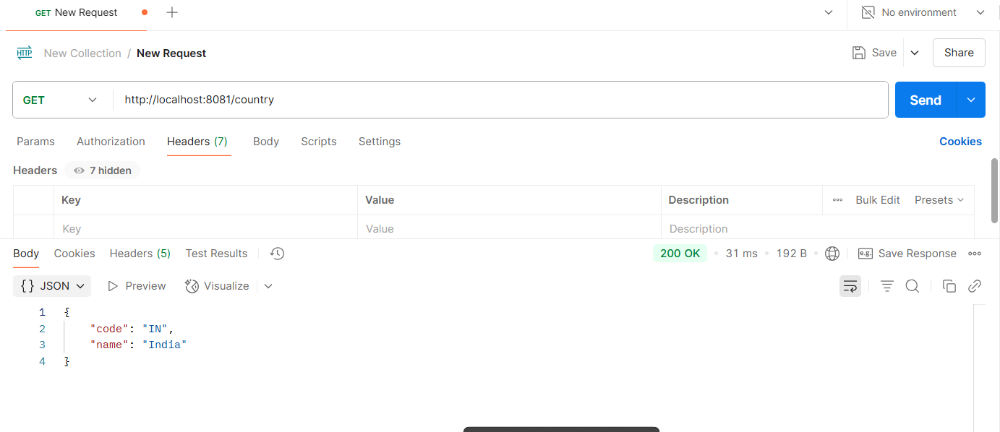 GET New Request
No environment
HTTP New Collection / New Request
Save
Share
GET http://localhost:8081/country
Send
Params Authorization Headers (7) Body Scripts Settings Cookies
Headers 7 hidden
Key Value Description Bulk Edit Presets
Key Value Description
Body Cookies Headers (5) Test Results 200 OK 31 ms 192 B e.g. Save Response
{} JSON Preview Visualize
1 {
2 "code": "IN",
3 "name": "India"
4 }